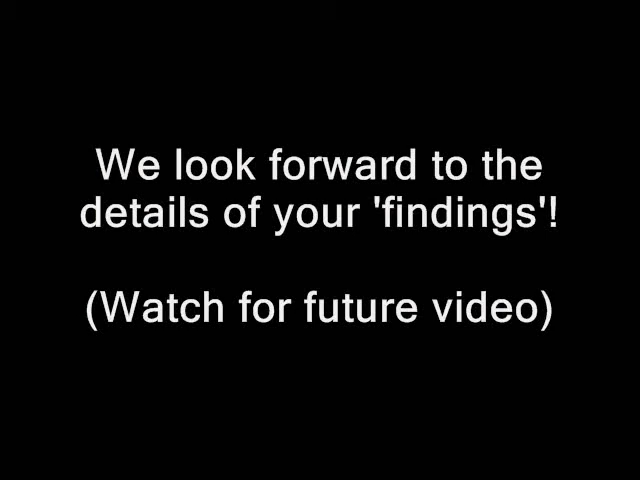 We look forward to the
details of your 'findings'!
(Watch for future video)